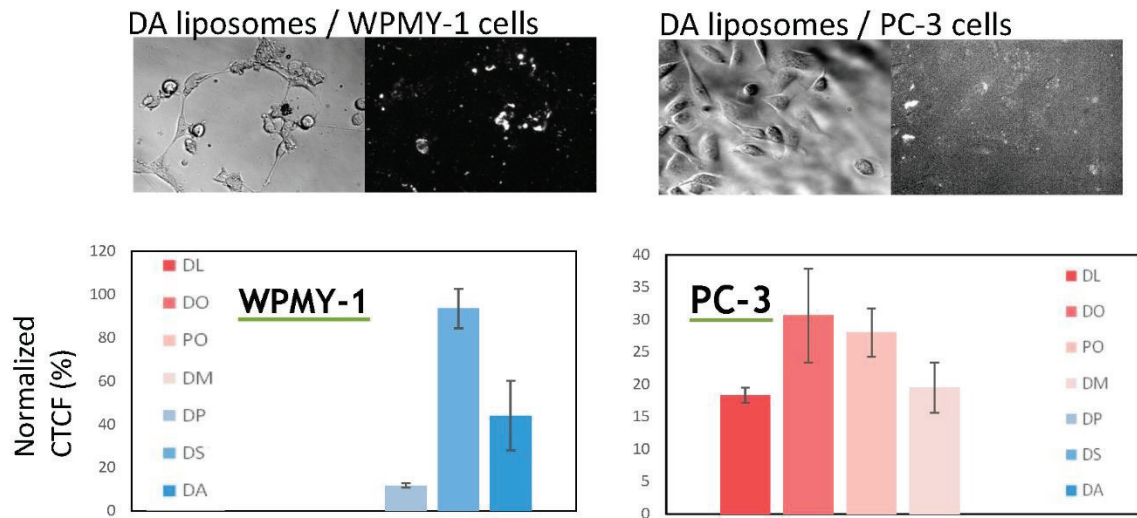 DA liposomes / WPMY-1 cells
DA liposomes / PC-3 cells
Normalized
CTCF (%)
120
100
80
60
40
20
0
DL
DO
PO
DM
DP
DS
DA
WPMY-1
40
35
30
25
20
15
10
5
0
PC-3
DL
DO
PO
DM
DP
DS
DA